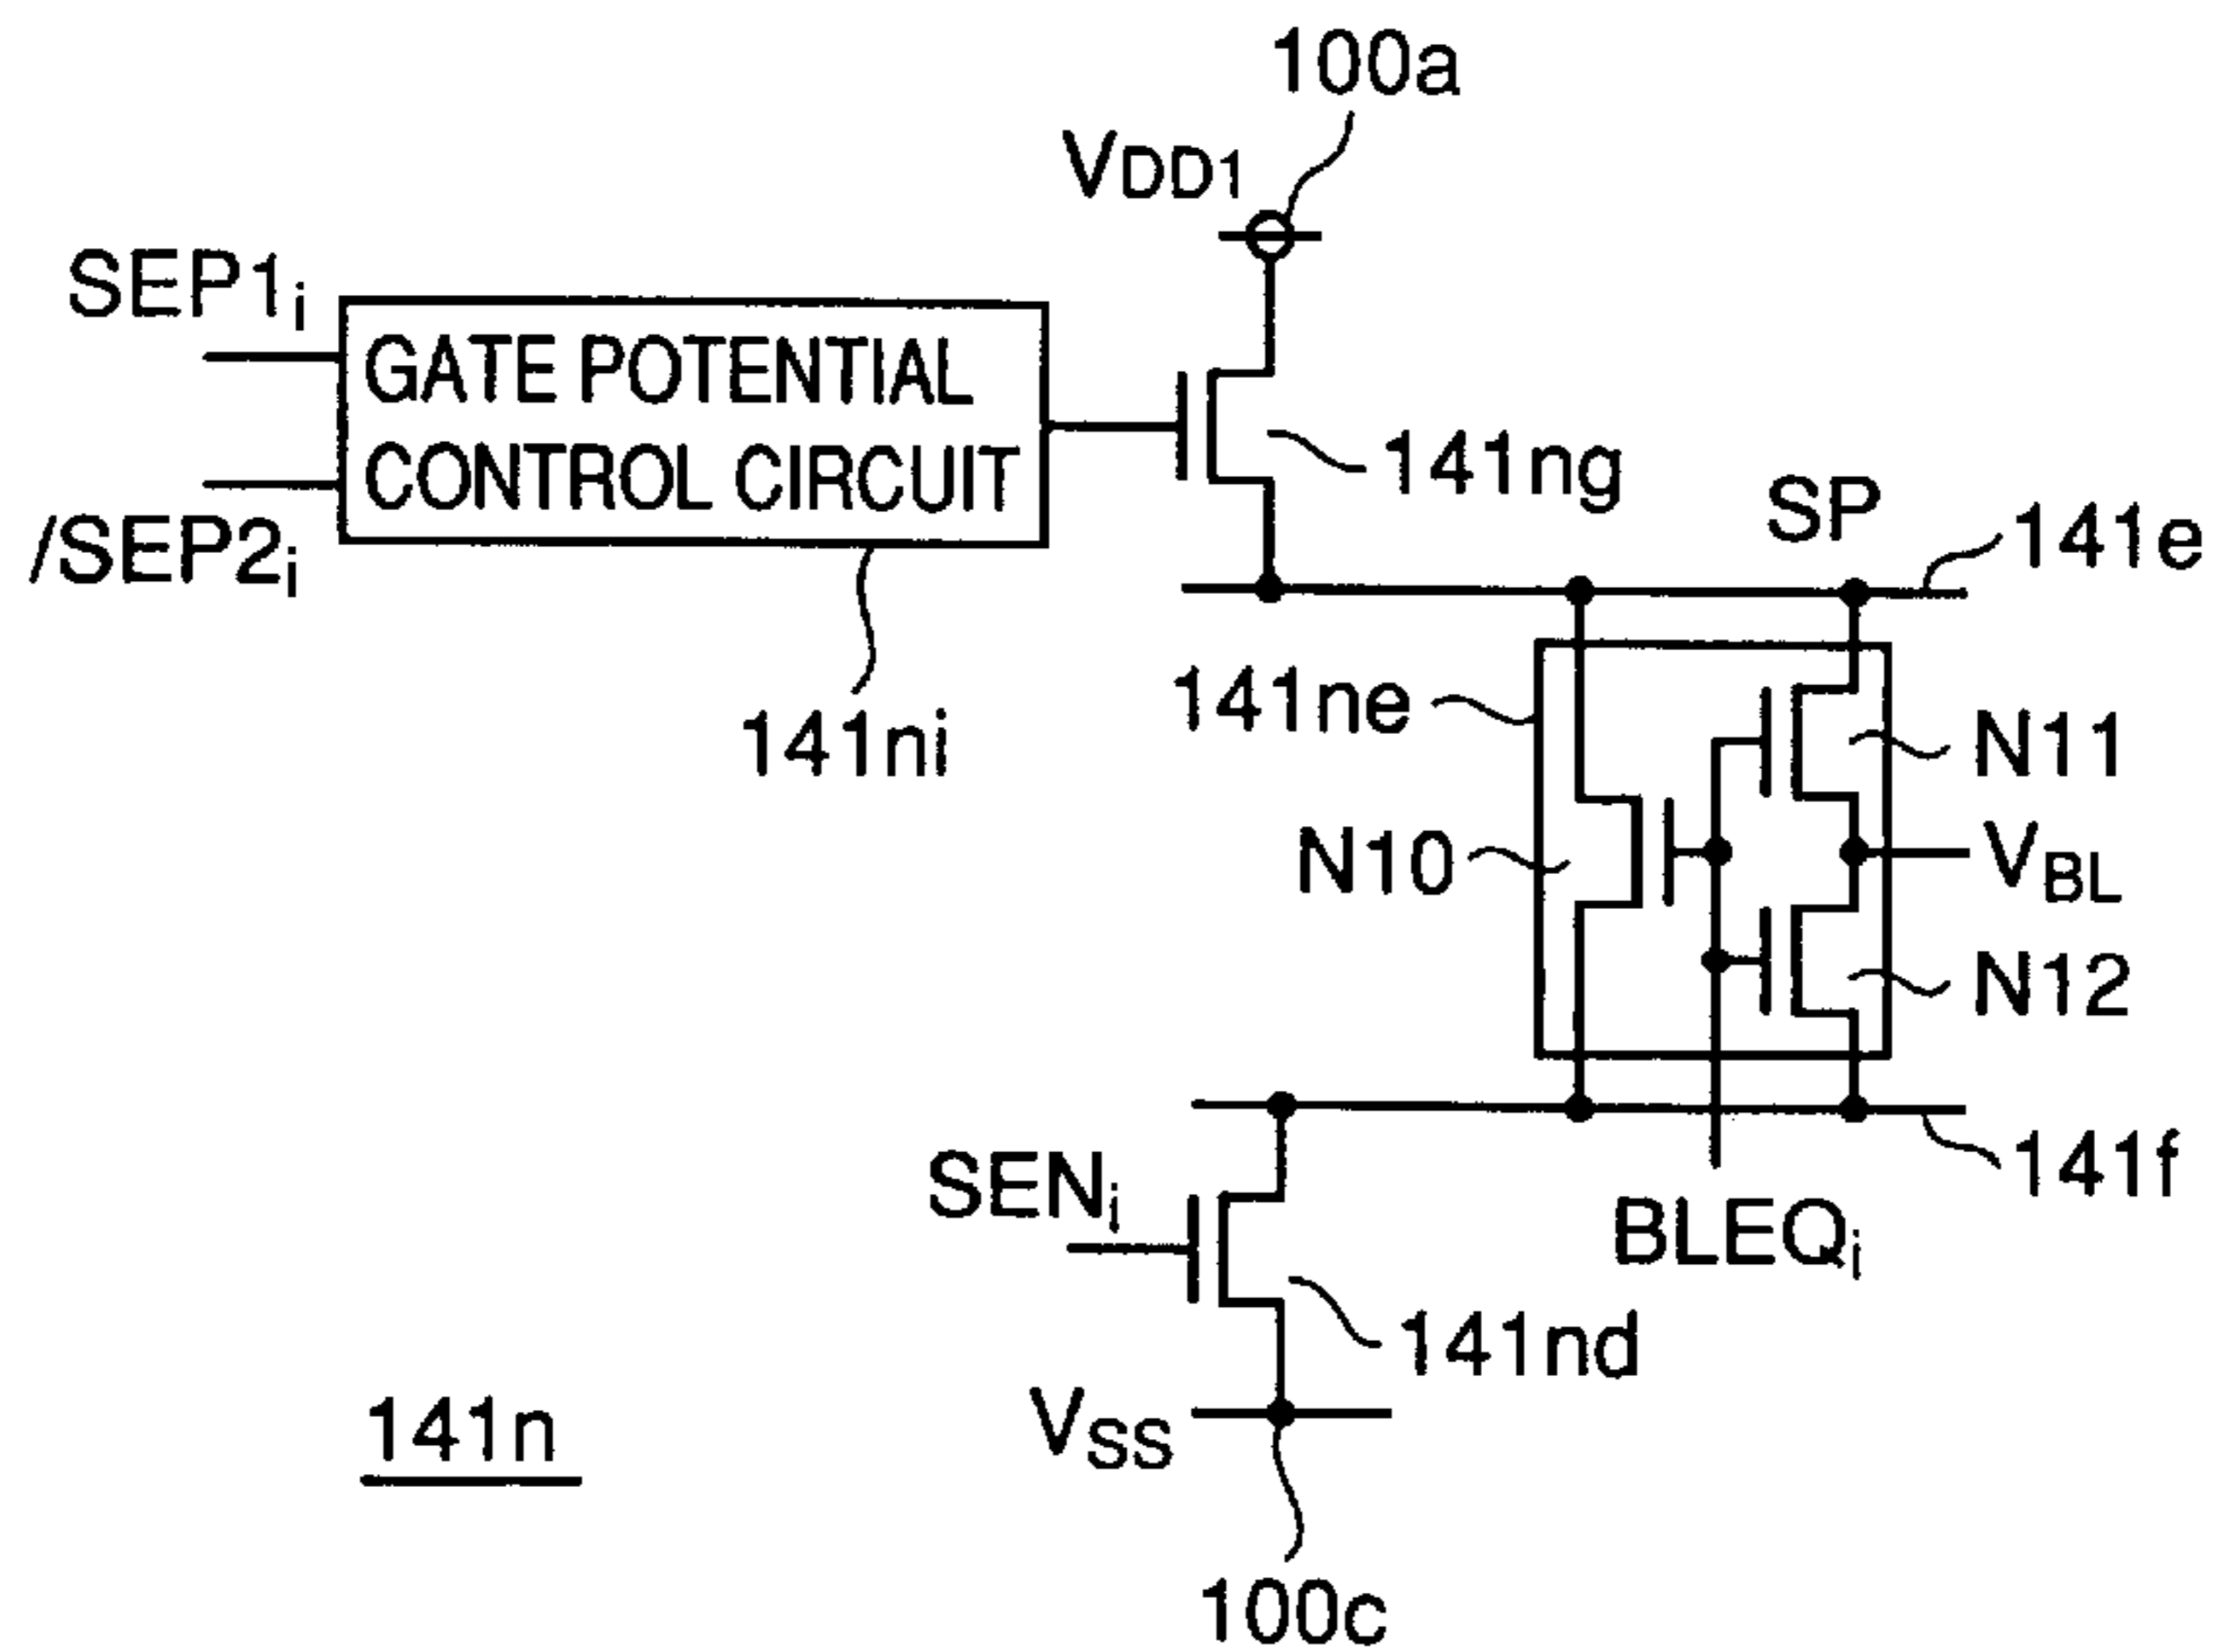 100a
VDD1
SEP1i
GATE POTENTIAL
CONTROL CIRCUIT
/SEP2i
141ng
SP
141e
141ne
141ni
N11
N10
VBL
N12
SENi
141f
BLEQi
141nd
141n
VSS
100c